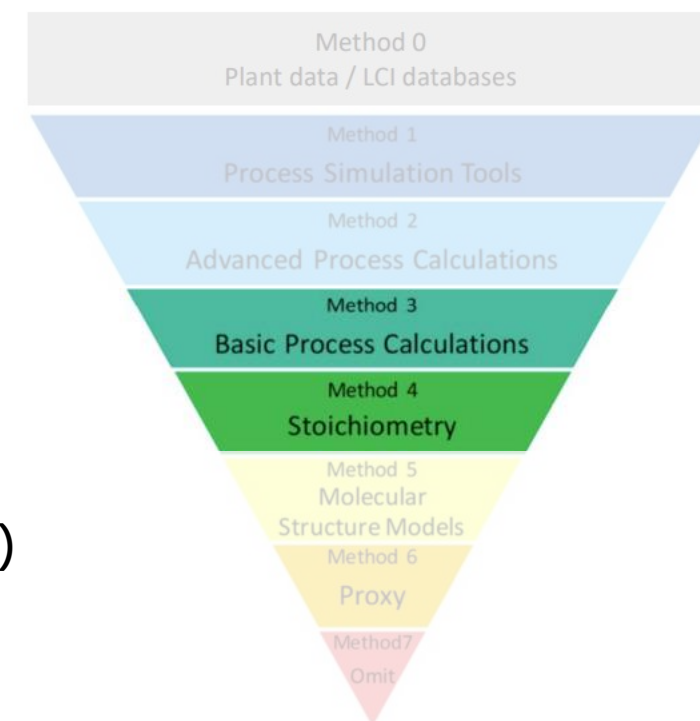 Method 0
Plant data / LCI databases
Method 1
Process Simulation Tools
Method 2
Advanced Process Calculations
Method 3
Basic Process Calculations
Method 4
Stoichiometry
Method 5
Molecular
Structure Models
)
Method 6
Proxy
Method7
Omit